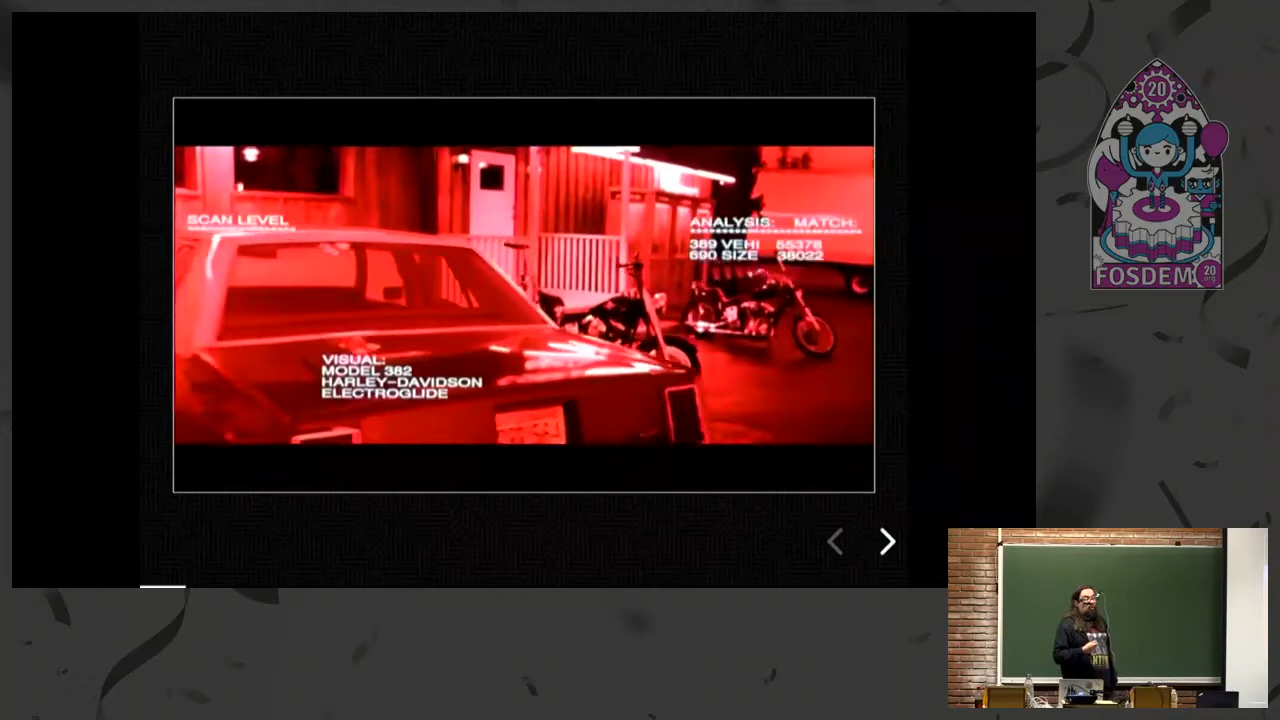 SCAN LEVEL
ANALYSIS: MATCH:
389 VEHI 55378
690 SIZE 38022
VISUAL:
MODEL 382
HARLEY-DAVIDSON
ELECTROGLIDE
20
FOSDEM 20
.org